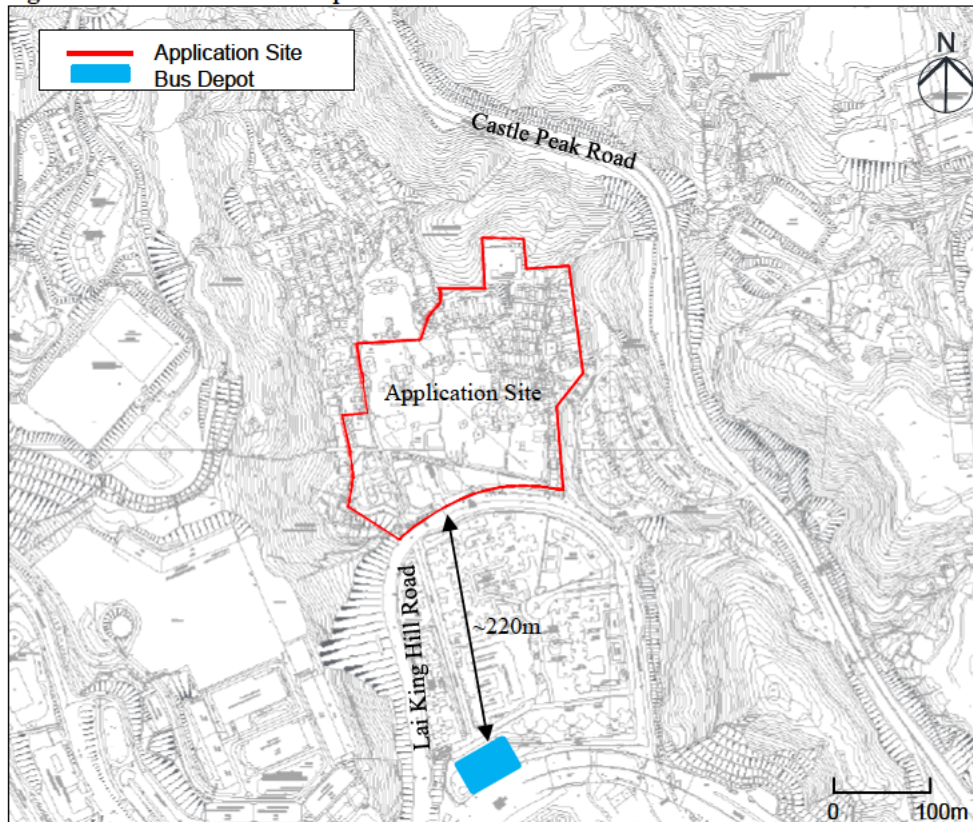 Application Site
Bus Depot
N
Castle Peak Road
Application Site
~220m
Lai King Hill Road
0 100m